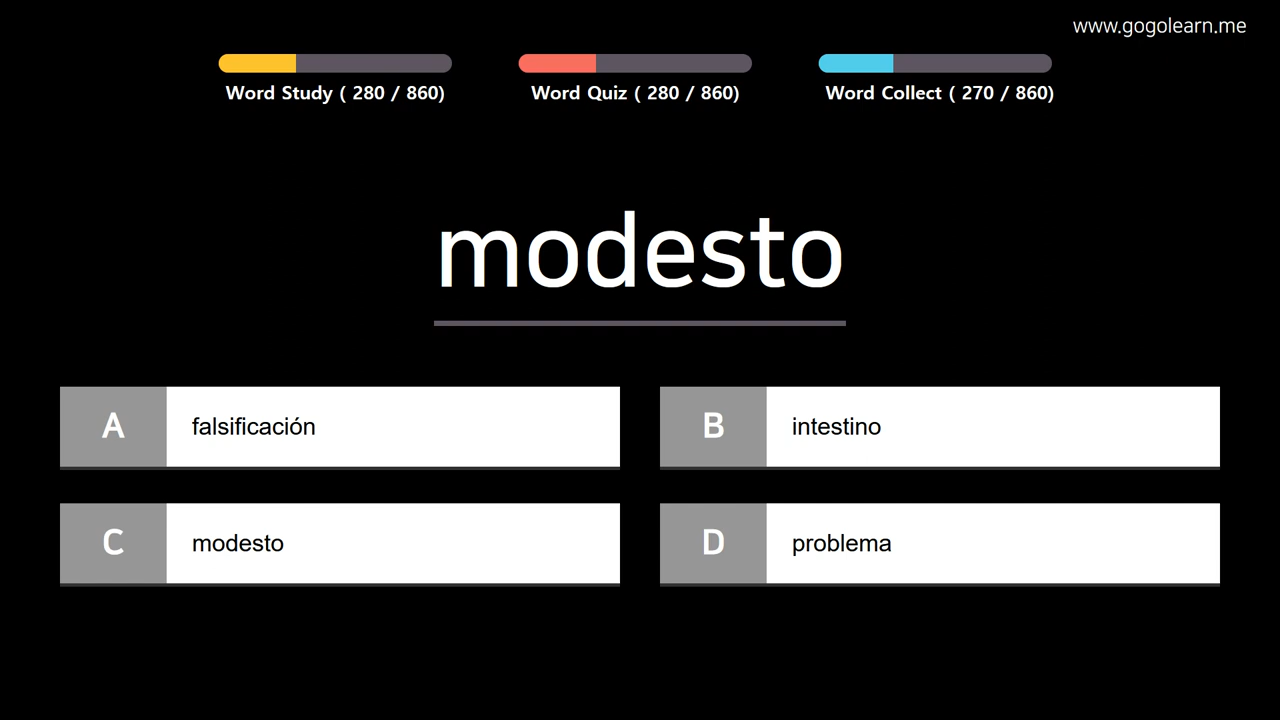 www.gogolearn.me
Word Study ( 280 / 860)
Word Quiz ( 280 / 860)
Word Collect ( 270 / 860)
modesto
A
falsificación
B
intestino
C
modesto
D
problema